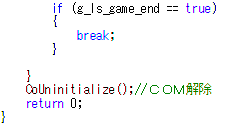 if (g_Is_game_end == true)
{
break;
}
}
CoUninitialize();//ＣＯＭ解除
return 0;
}